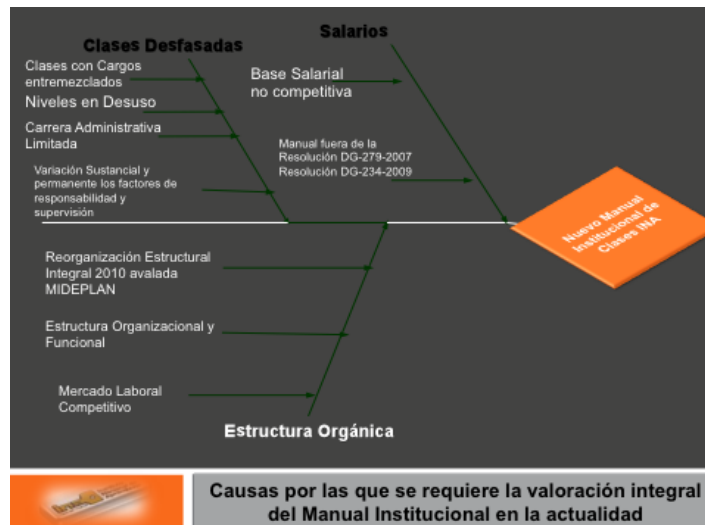 Salarios
Clases Desfasadas
Clases con Cargos
entremezclados
Niveles en Desuso
Carrera Administrativa
Limitada
Variación Sustancial y
permanente los factores de
responsabilidad y
supervisión
Base Salarial
no competitiva
Manual fuera de la
Resolución DG-279-2007
Resolución DG-234-2009
Nuevo Manual
Institucional de
Clases INA
Reorganización Estructural
Integral 2010 avalada
MIDEPLAN
Estructura Organizacional y
Funcional
Mercado Laboral
Competitivo
Estructura Orgánica
Causas por las que se requiere la valoración integral
del Manual Institucional en la actualidad